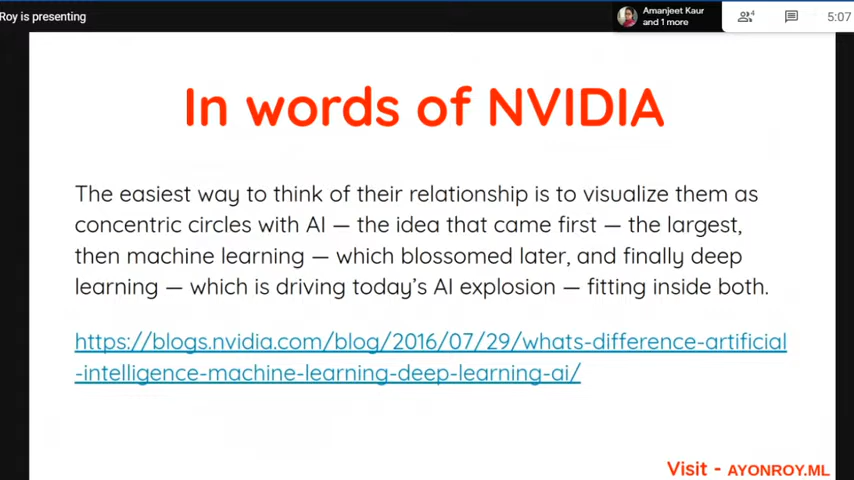 Roy is presenting
Amanjeet Kaur
and 1 more
4
5:07
In words of NVIDIA
The easiest way to think of their relationship is to visualize them as
concentric circles with AI — the idea that came first — the largest,
then machine learning — which blossomed later, and finally deep
learning — which is driving today's AI explosion — fitting inside both.
https://blogs.nvidia.com/blog/2016/07/29/whats-difference-artificial
-intelligence-machine-learning-deep-learning-ai/
Visit - AYONROY.ML